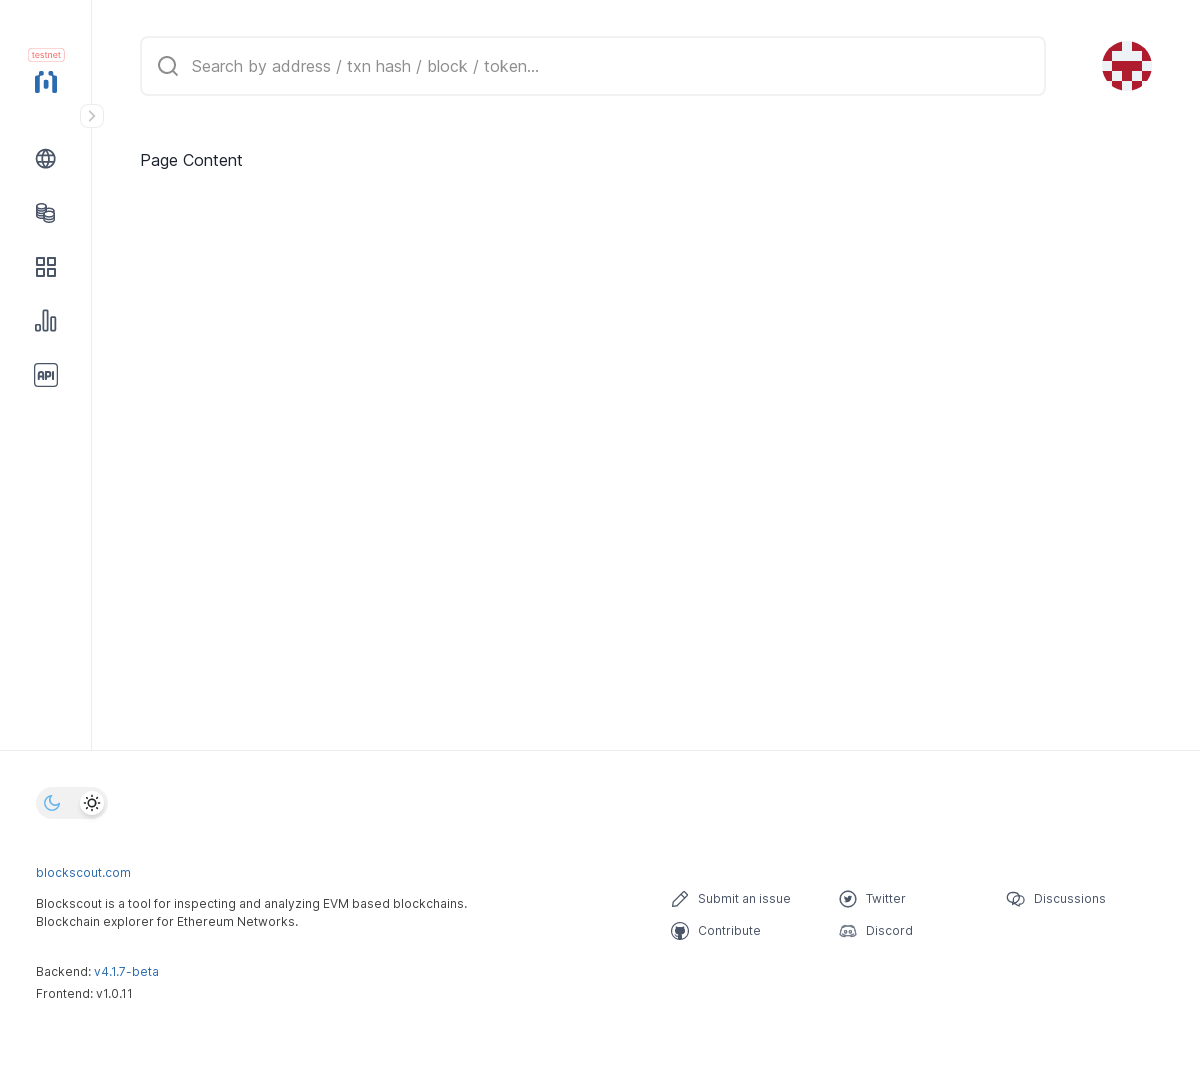 testnet
Search by address / txn hash / block / token...
Page Content
API
blockscout.com
Blockscout is a tool for inspecting and analyzing EVM based blockchains.
Blockchain explorer for Ethereum Networks.
Submit an issue
Twitter
Discussions
Contribute
Discord
Backend: v4.1.7-beta
Frontend: v1.0.11